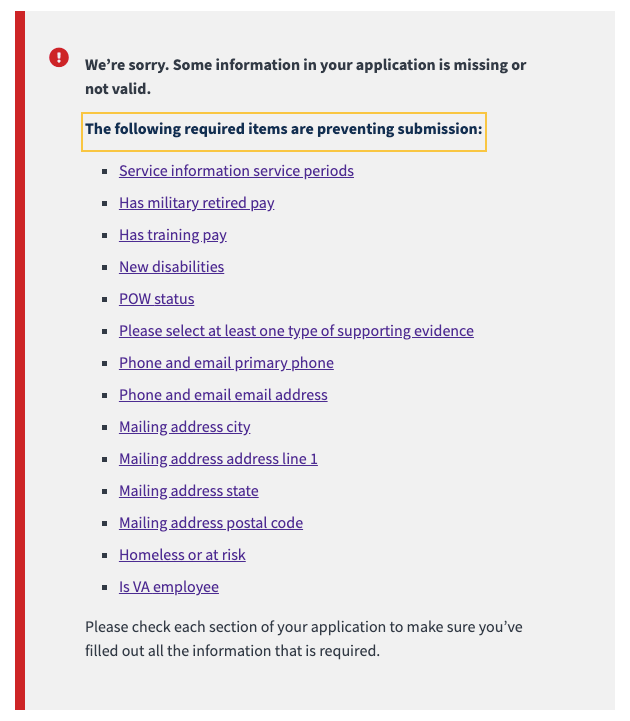 We’re sorry. Some information in your application is missing or
not valid.
The following required items are preventing submission:
Service information service periods
Has military retired pay
Has training pay
New disabilities
POW status
Please select at least one type of supporting evidence
Phone and email primary phone
Phone and email email address
Mailing address city
Mailing address address line 1
Mailing address state
Mailing address postal code
Homeless or at risk
Is VA employee
Please check each section of your application to make sure you’ve
filled out all the information that is required.